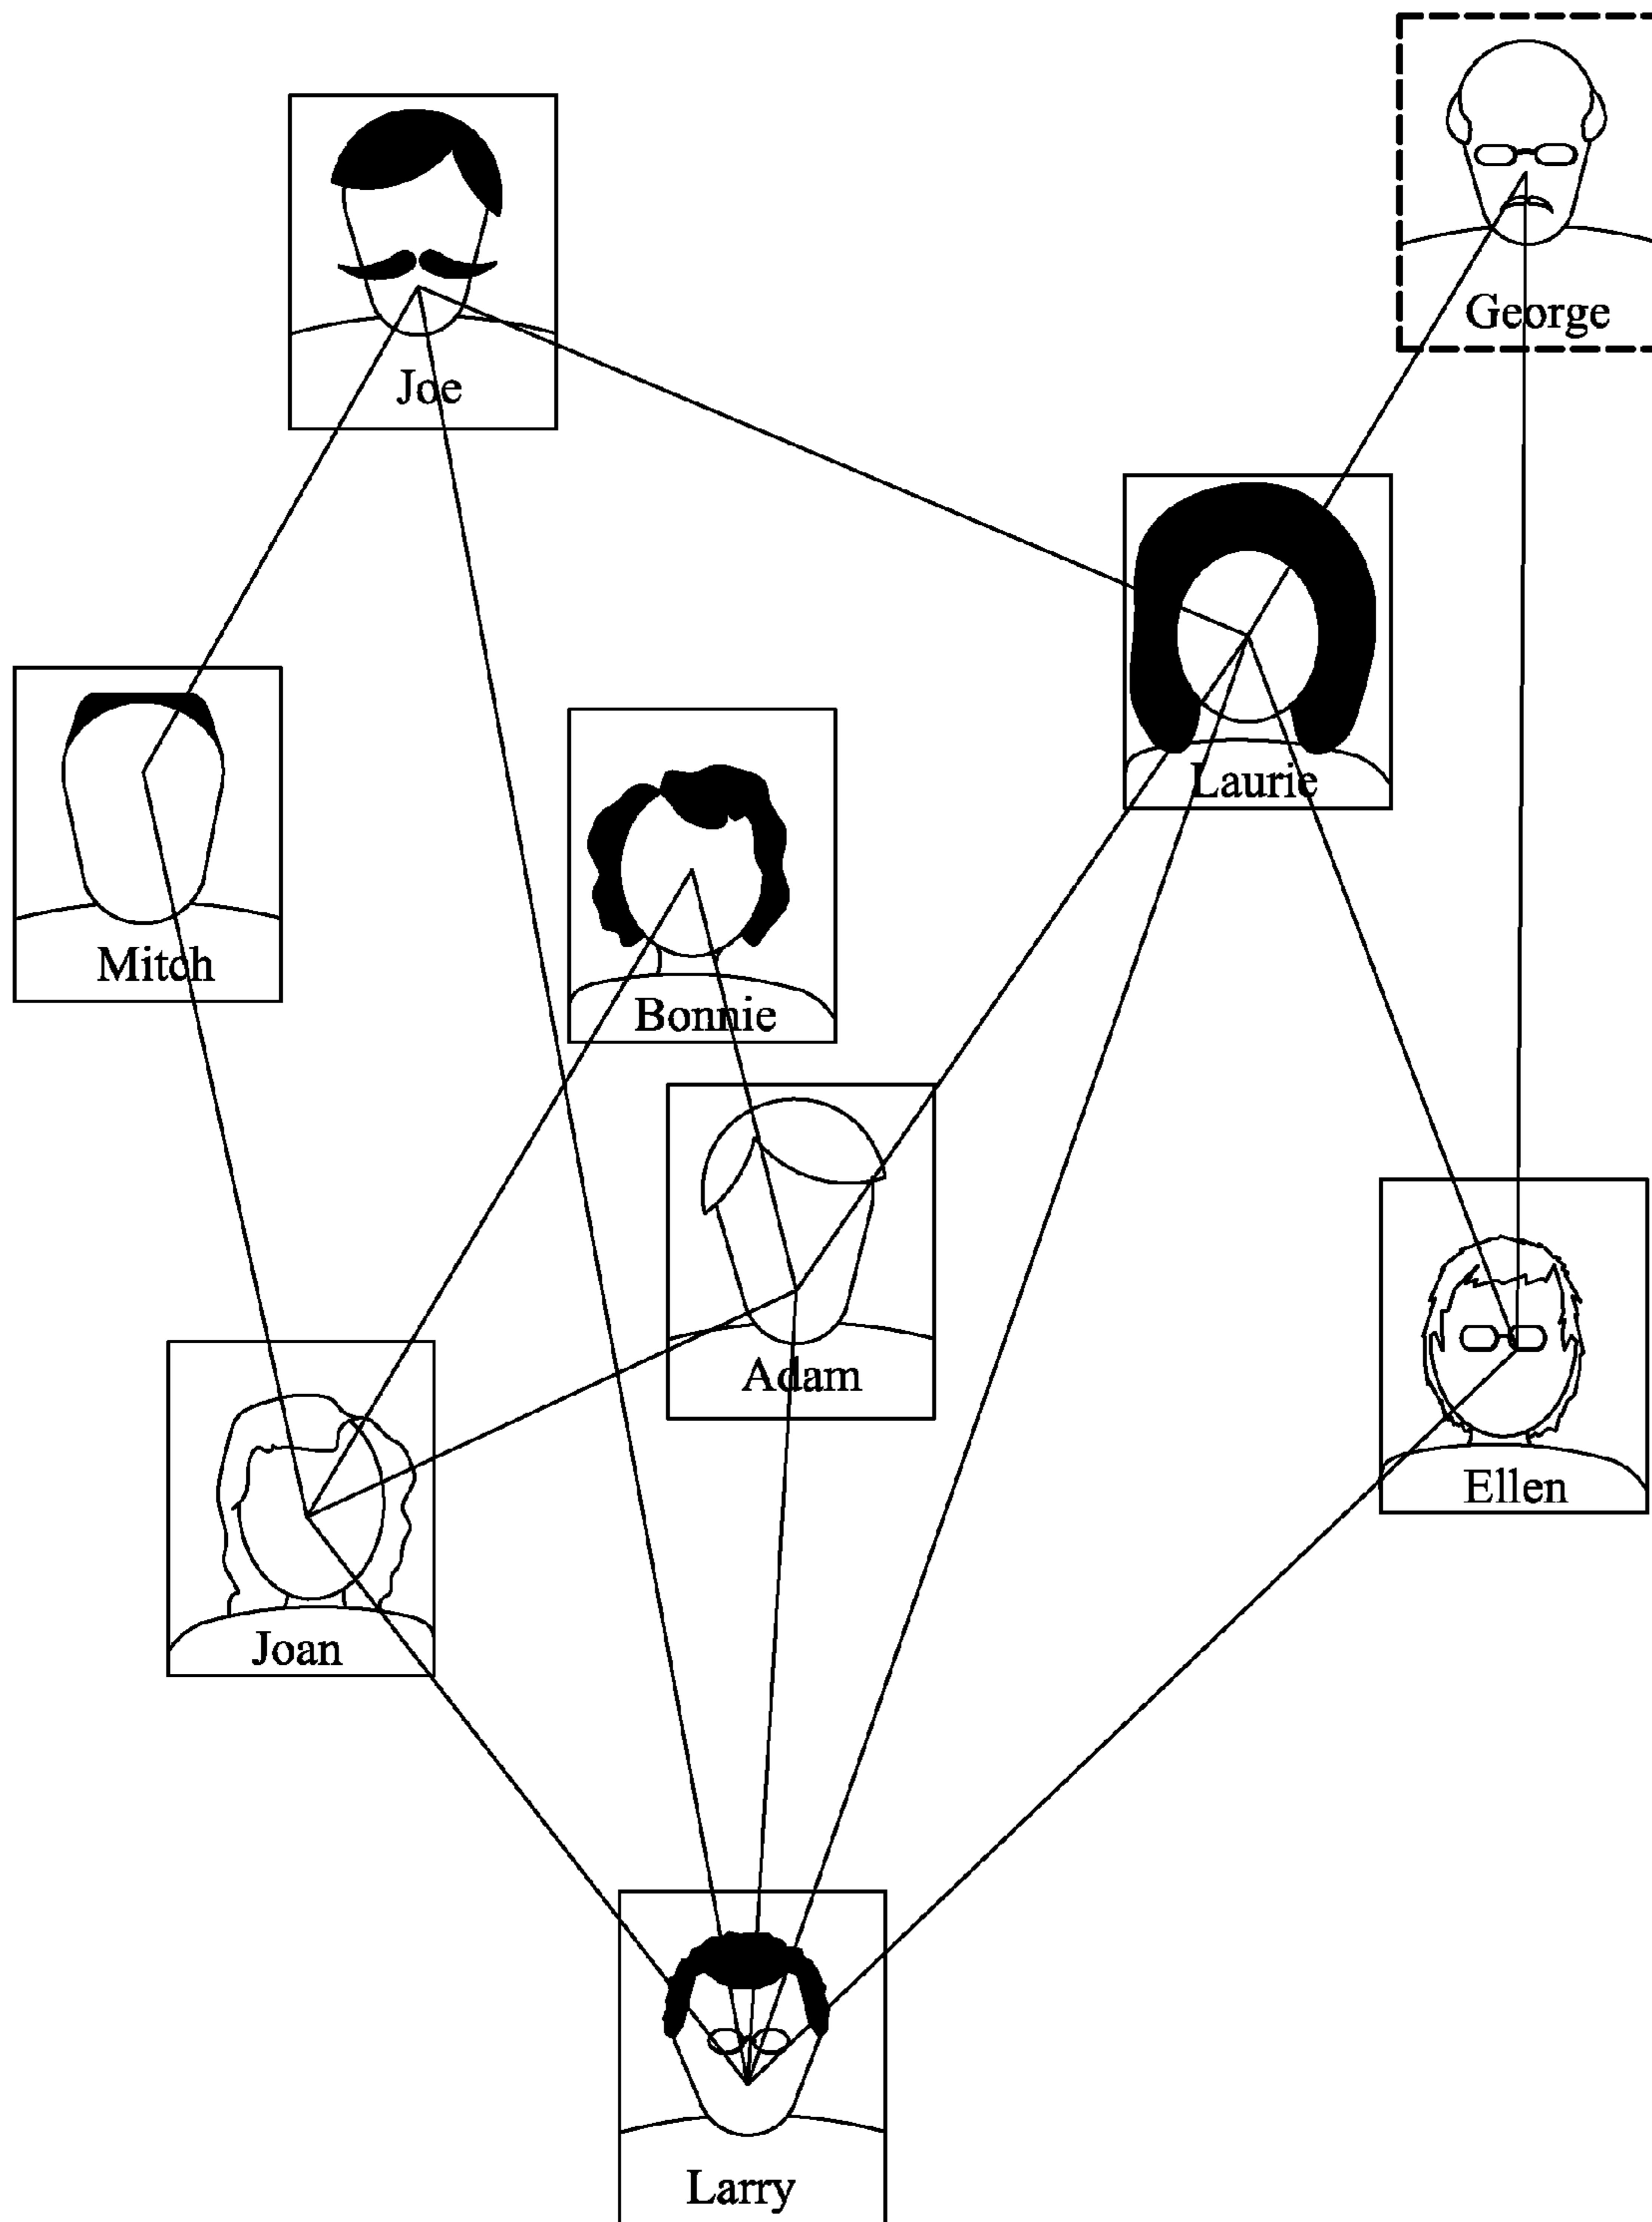 George
Joe
Laurie
Mitch
Bonnie
Adam
Ellen
Joan
Larry